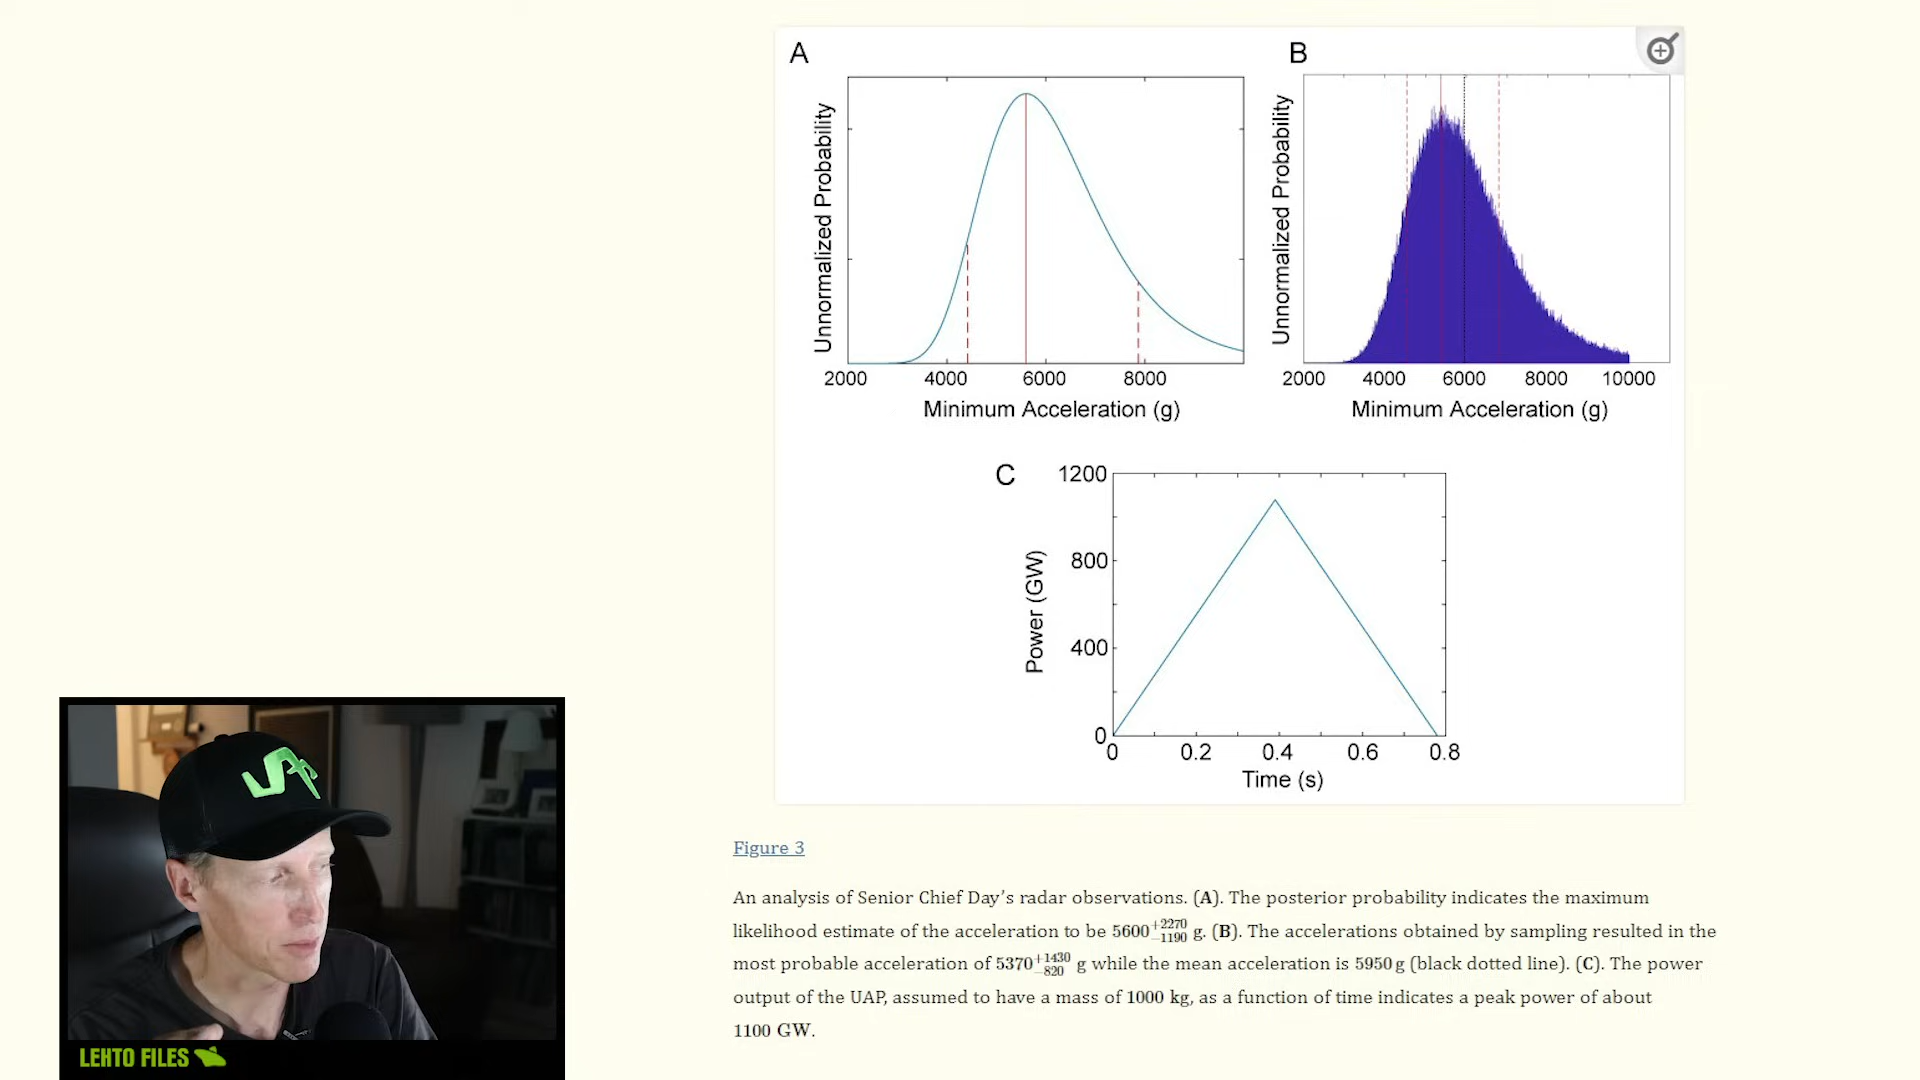 A
B
Unnormalized Probability
2000 4000 6000 8000
Minimum Acceleration (g)
Unnormalized Probability
2000 4000 6000 8000 10000
Minimum Acceleration (g)
C
1200
800
400
0
Power (GW)
0 0.2 0.4 0.6 0.8
Time (s)
Figure 3
An analysis of Senior Chief Day’s radar observations. (A). The posterior probability indicates the maximum
likelihood estimate of the acceleration to be 5600 +2270 −1190 g. (B). The accelerations obtained by sampling resulted in the
most probable acceleration of 5370 +1430 −820 g while the mean acceleration is 5950 g (black dotted line). (C). The power
output of the UAP, assumed to have a mass of 1000 kg, as a function of time indicates a peak power of about
1100 GW.
UAP
LEHTO FILES